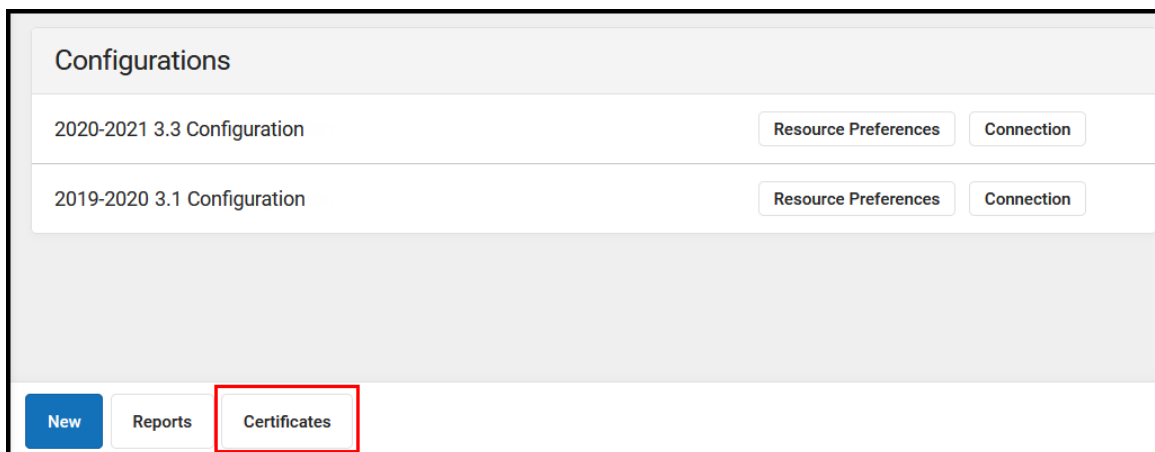 Configurations
2020-2021 3.3 Configuration Resource Preferences Connection
2019-2020 3.1 Configuration Resource Preferences Connection
New Reports Certificates